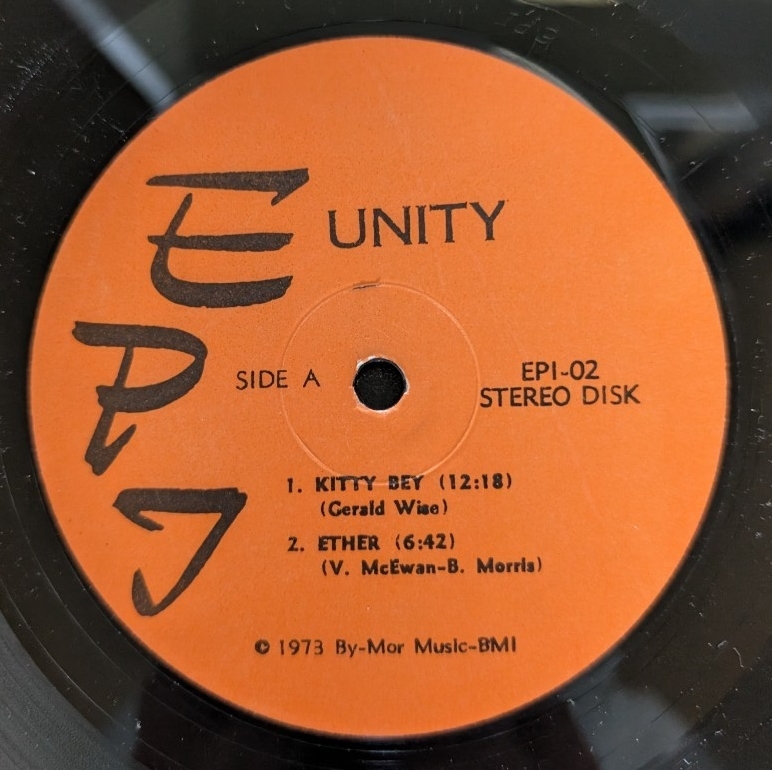 EPI
UNITY
SIDE A
EPI-02
STEREO DISK
1. KITTY BEY (12:18)
(Gerald Wise)
2. ETHER (6:42)
(V. McEwan-B. Morris)
© 1973 By-Mor Music-BMI